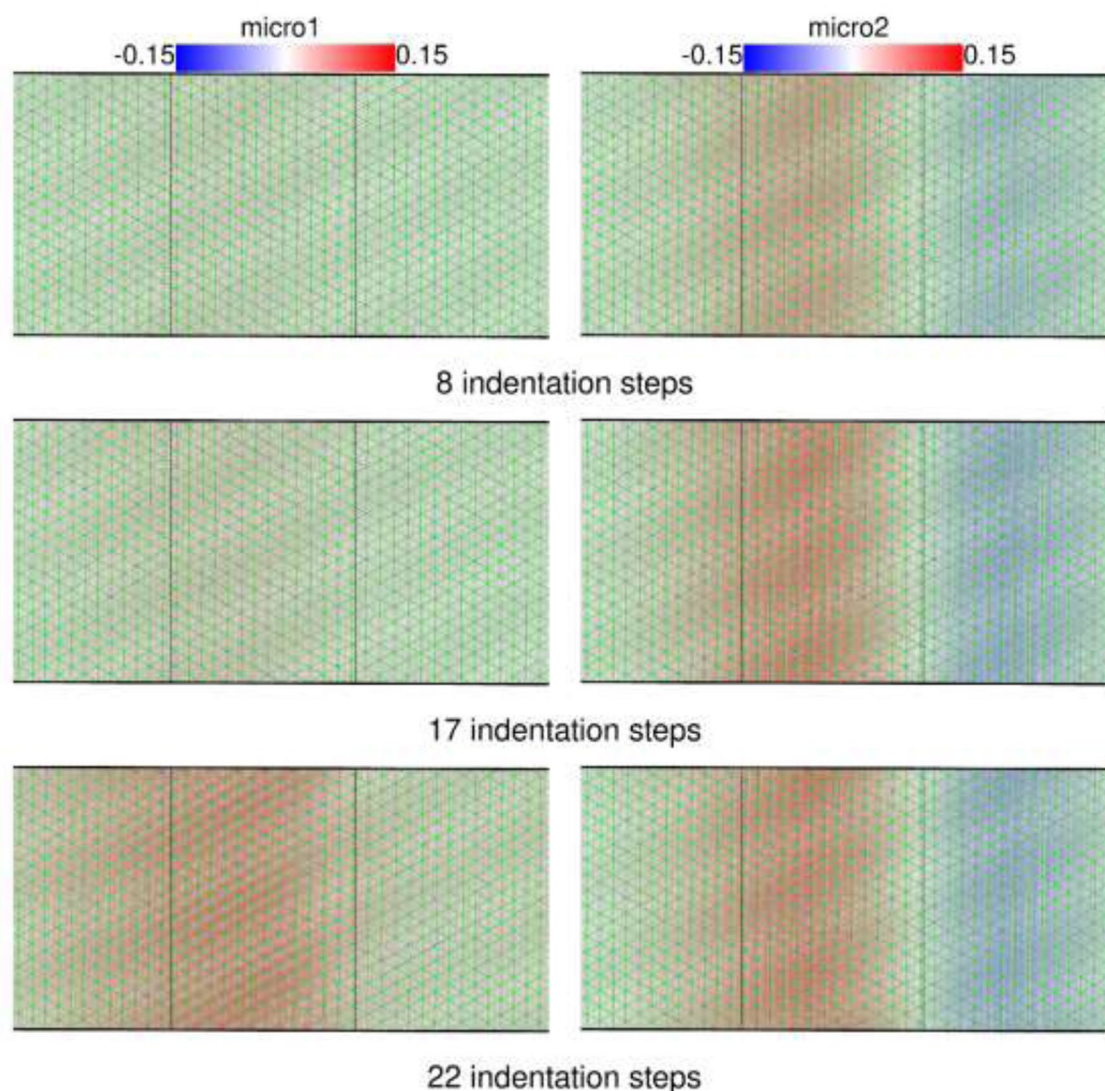 micro1
-0.15 0.15
micro2
-0.15 0.15
8 indentation steps
17 indentation steps
22 indentation steps